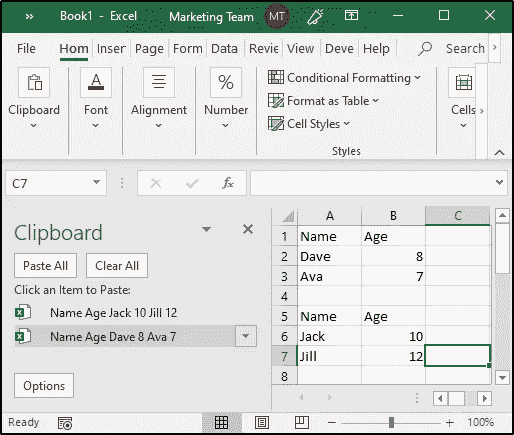 » Book1 - Excel Marketing Team MT
File Hom Inser Page Form Data Revie View Deve Help Search
Clipboard
Font
Alignment
Number
Conditional Formatting
Format as Table
Cell Styles
Cells
Styles
C7 fx
Clipboard
Paste All Clear All
Click an Item to Paste:
Name Age Jack 10 Jill 12
Name Age Dave 8 Ava 7
Options
A B C
1 Name Age
2 Dave 8
3 Ava 7
4
5 Name Age
6 Jack 10
7 Jill 12
8
Ready 100%